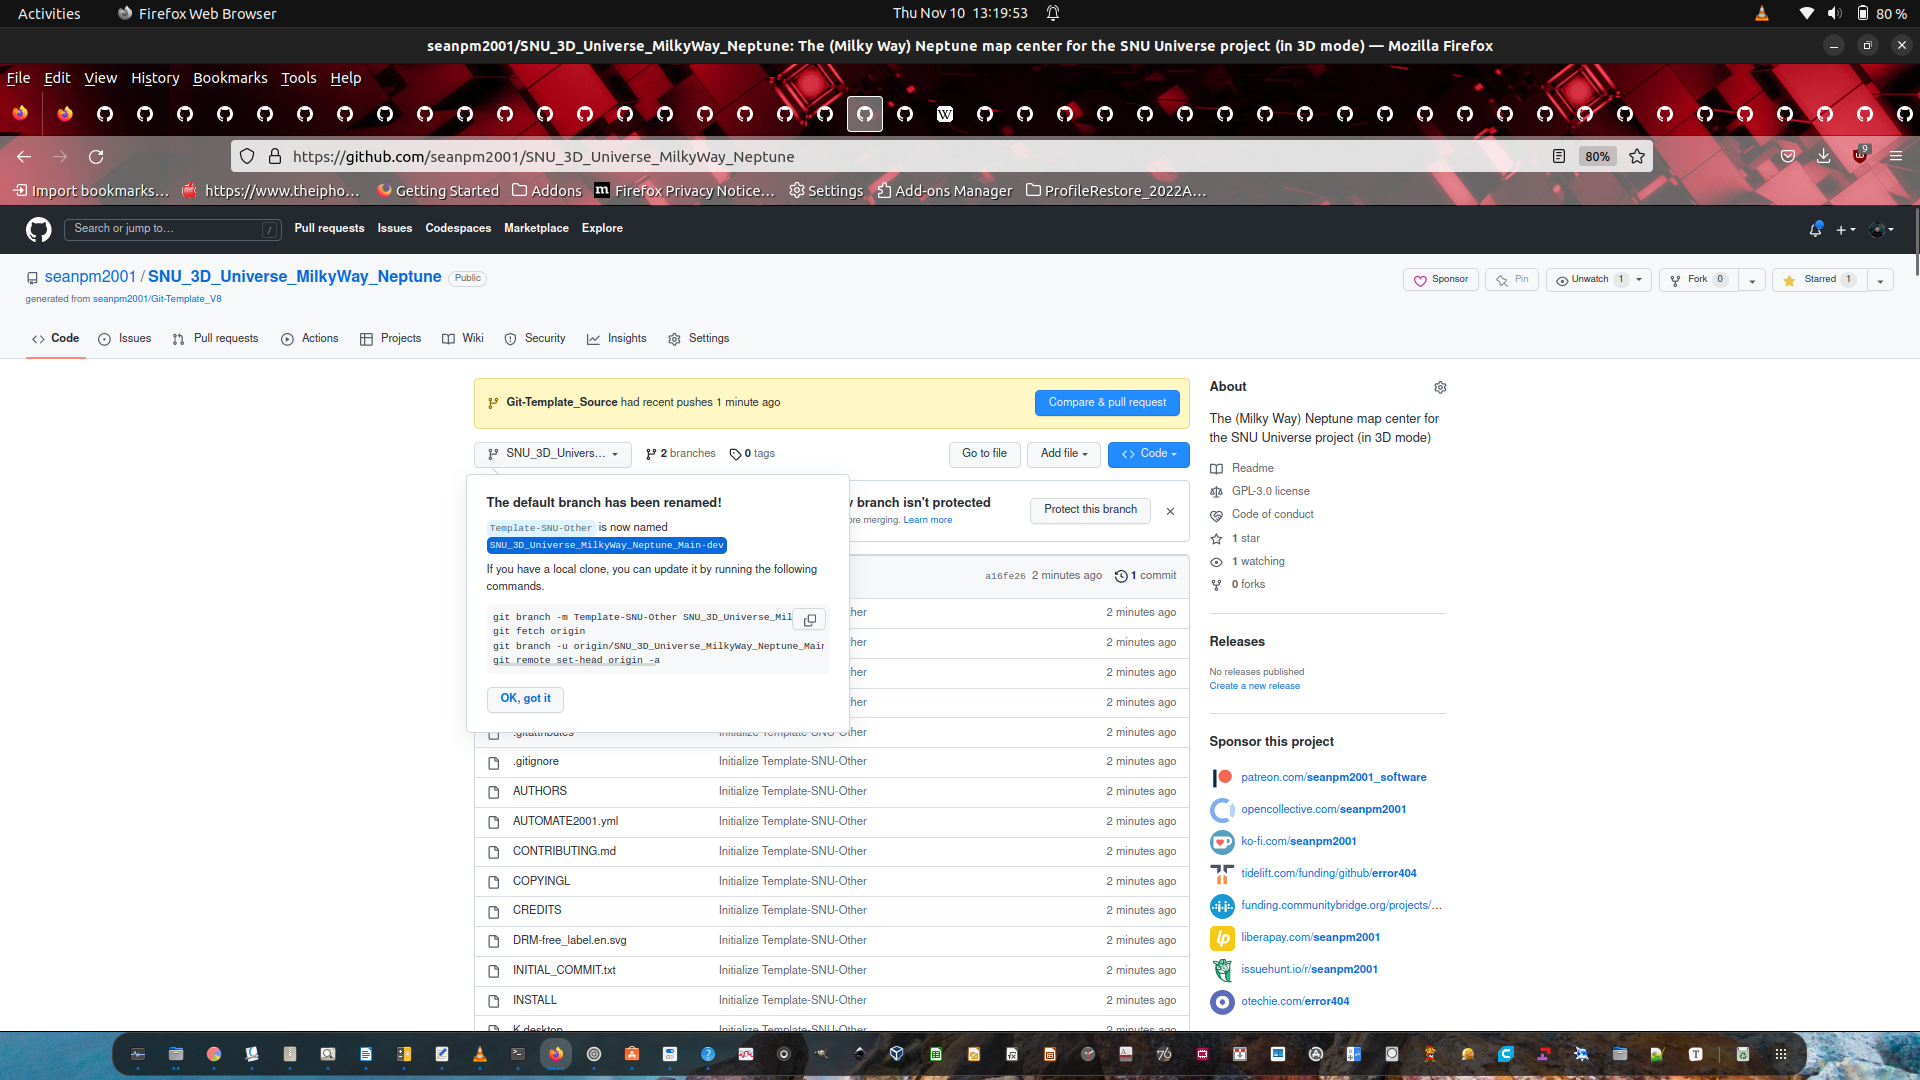 Activities
Firefox Web Browser
Thu Nov 10 13:19:53
80 %
seanpm2001/SNU_3D_Universe_MilkyWay_Neptune: The (Milky Way) Neptune map center for the SNU Universe project (in 3D mode) — Mozilla Firefox
File Edit View History Bookmarks Tools Help
https://github.com/seanpm2001/SNU_3D_Universe_MilkyWay_Neptune
80%
9
Import bookmarks…
https://www.theipho…
Getting Started
Addons
Firefox Privacy Notice…
Settings
Add-ons Manager
ProfileRestore_2022A…
Search or jump to…
/
Pull requests Issues Codespaces Marketplace Explore
seanpm2001 / SNU_3D_Universe_MilkyWay_Neptune Public
generated from seanpm2001/Git-Template_V8
Sponsor
Pin
Unwatch 1
Fork 0
Starred 1
Code
Issues
Pull requests
Actions
Projects
Wiki
Security
Insights
Settings
Git-Template_Source had recent pushes 1 minute ago
Compare & pull request
SNU_3D_Univers…
2 branches
0 tags
Go to file
Add file
Code
The default branch has been renamed!
Template-SNU-Other is now named
SNU_3D_Universe_MilkyWay_Neptune_Main-dev
If you have a local clone, you can update it by running the following
commands.
git branch -m Template-SNU-Other SNU_3D_Universe_Mil
git fetch origin
git branch -u origin/SNU_3D_Universe_MilkyWay_Neptune_Main
git remote set-head origin -a
OK, got it
branch isn't protected
ore merging. Learn more
Protect this branch
a16fe26 2 minutes ago 1 commit
her 2 minutes ago
her 2 minutes ago
her 2 minutes ago
her 2 minutes ago
.gitattributes Initialize Template-SNU-Other 2 minutes ago
.gitignore Initialize Template-SNU-Other 2 minutes ago
AUTHORS Initialize Template-SNU-Other 2 minutes ago
AUTOMATE2001.yml Initialize Template-SNU-Other 2 minutes ago
CONTRIBUTING.md Initialize Template-SNU-Other 2 minutes ago
COPYINGL Initialize Template-SNU-Other 2 minutes ago
CREDITS Initialize Template-SNU-Other 2 minutes ago
DRM-free_label.en.svg Initialize Template-SNU-Other 2 minutes ago
INITIAL_COMMIT.txt Initialize Template-SNU-Other 2 minutes ago
INSTALL Initialize Template-SNU-Other 2 minutes ago
K.desktop Initialize Template-SNU-Other 2 minutes ago
About
The (Milky Way) Neptune map center for
the SNU Universe project (in 3D mode)
Readme
GPL-3.0 license
Code of conduct
1 star
1 watching
0 forks
Releases
No releases published
Create a new release
Sponsor this project
patreon.com/seanpm2001_software
opencollective.com/seanpm2001
ko-fi.com/seanpm2001
tidelift.com/funding/github/error404
funding.communitybridge.org/projects/…
liberapay.com/seanpm2001
issuehunt.io/r/seanpm2001
otechie.com/error404